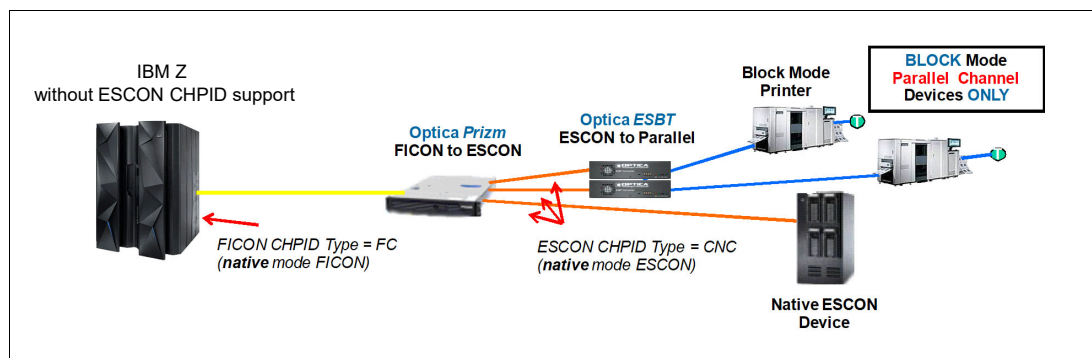 IBM Z
without ESCON CHPID support
Optica Prizm
FICON to ESCON
Optica ESBT
ESCON to Parallel
Block Mode
Printer
BLOCK Mode
Parallel Channel
Devices ONLY
T
T
OPTICA
OPTICA
FICON CHPID Type = FC
(native mode FICON)
ESCON CHPID Type = CNC
(native mode ESCON)
Native ESCON
Device